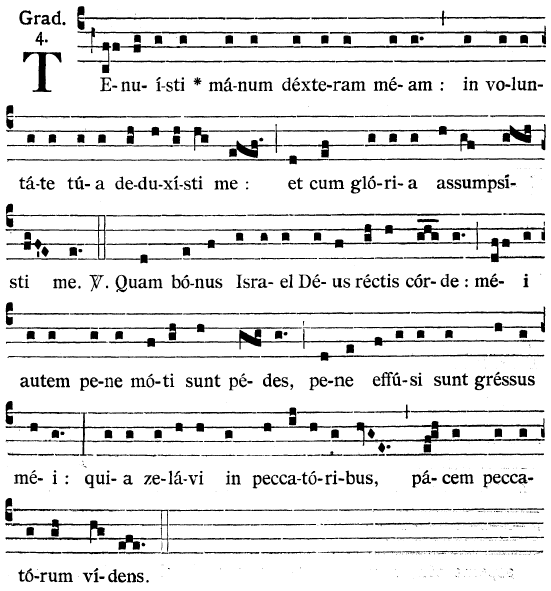 Grad.
4.
TE-nu-í-sti * mánum déxte-ram mé-am : in vo-lun-
tá-te tú-a de-du-xí-sti me : et cum gló-ri-a assumpsí-
sti me. ℣. Quam bó-nus Isra-el Dé-us réctis cór-de : mé-i
autem pe-ne mó-ti sunt pé-des, pe-ne effú-si sunt gréssus
mé-i : qui-a ze-lá-vi in pecca-tó-ri-bus, pá-cem pecca-
tó-rum ví-dens.